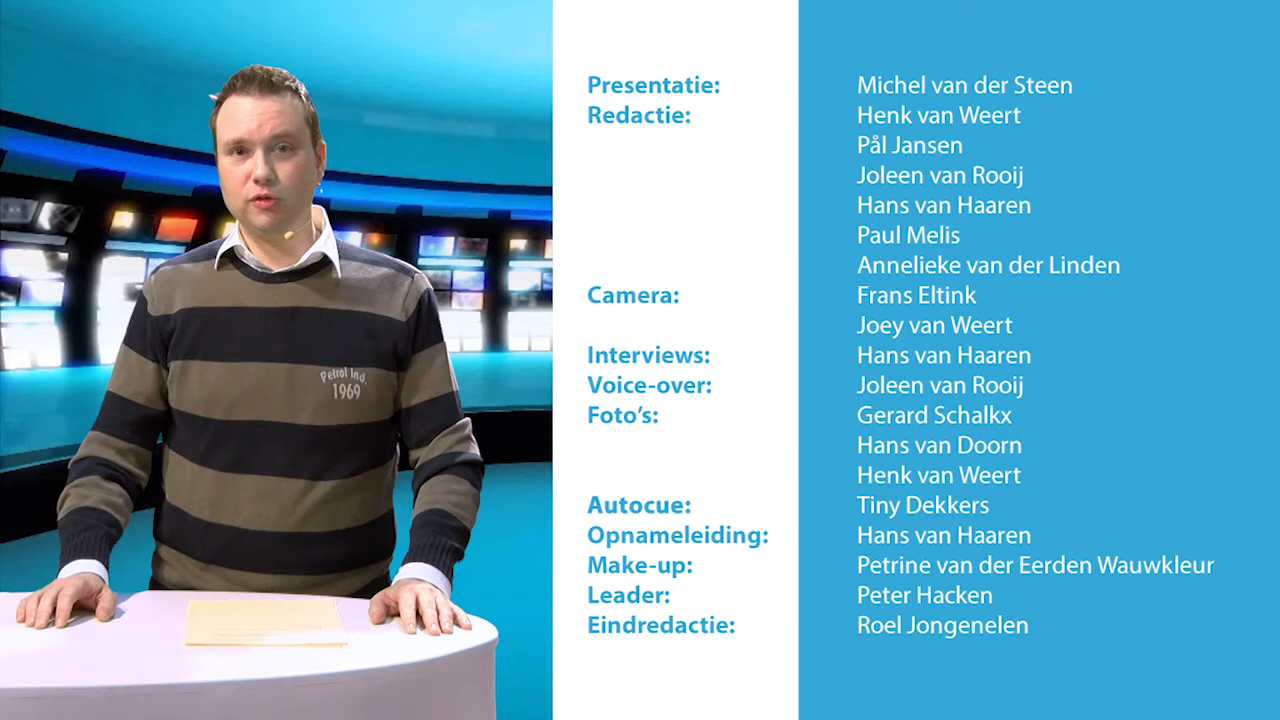 Petrol Ind.
1969
Presentatie: Michel van der Steen
Redactie: Henk van Weert
Pål Jansen
Joleen van Rooij
Hans van Haaren
Paul Melis
Annelieke van der Linden
Camera: Frans Eltink
Joey van Weert
Interviews: Hans van Haaren
Voice-over: Joleen van Rooij
Foto's: Gerard Schalkx
Hans van Doorn
Henk van Weert
Autocue: Tiny Dekkers
Opnameleiding: Hans van Haaren
Make-up: Petrine van der Eerden Wauwkleur
Leader: Peter Hacken
Eindredactie: Roel Jongenelen